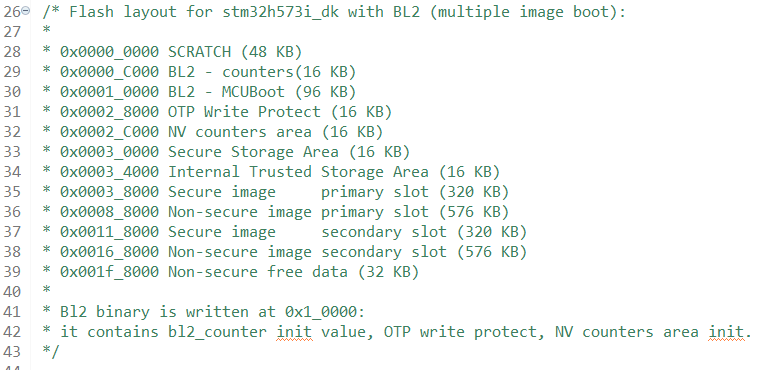 26 /* Flash layout for stm32h573i_dk with BL2 (multiple image boot):
27 *
28 * 0x0000_0000 SCRATCH (48 KB)
29 * 0x0000_C000 BL2 - counters(16 KB)
30 * 0x0001_0000 BL2 - MCUBoot (96 KB)
31 * 0x0002_8000 OTP Write Protect (16 KB)
32 * 0x0002_C000 NV counters area (16 KB)
33 * 0x0003_0000 Secure Storage Area (16 KB)
34 * 0x0003_4000 Internal Trusted Storage Area (16 KB)
35 * 0x0003_8000 Secure image     primary slot (320 KB)
36 * 0x0008_8000 Non-secure image primary slot (576 KB)
37 * 0x0011_8000 Secure image     secondary slot (320 KB)
38 * 0x0016_8000 Non-secure image secondary slot (576 KB)
39 * 0x001f_8000 Non-secure free data (32 KB)
40 *
41 * Bl2 binary is written at 0x1_0000:
42 * it contains bl2_counter init value, OTP write protect, NV counters area init.
43 */